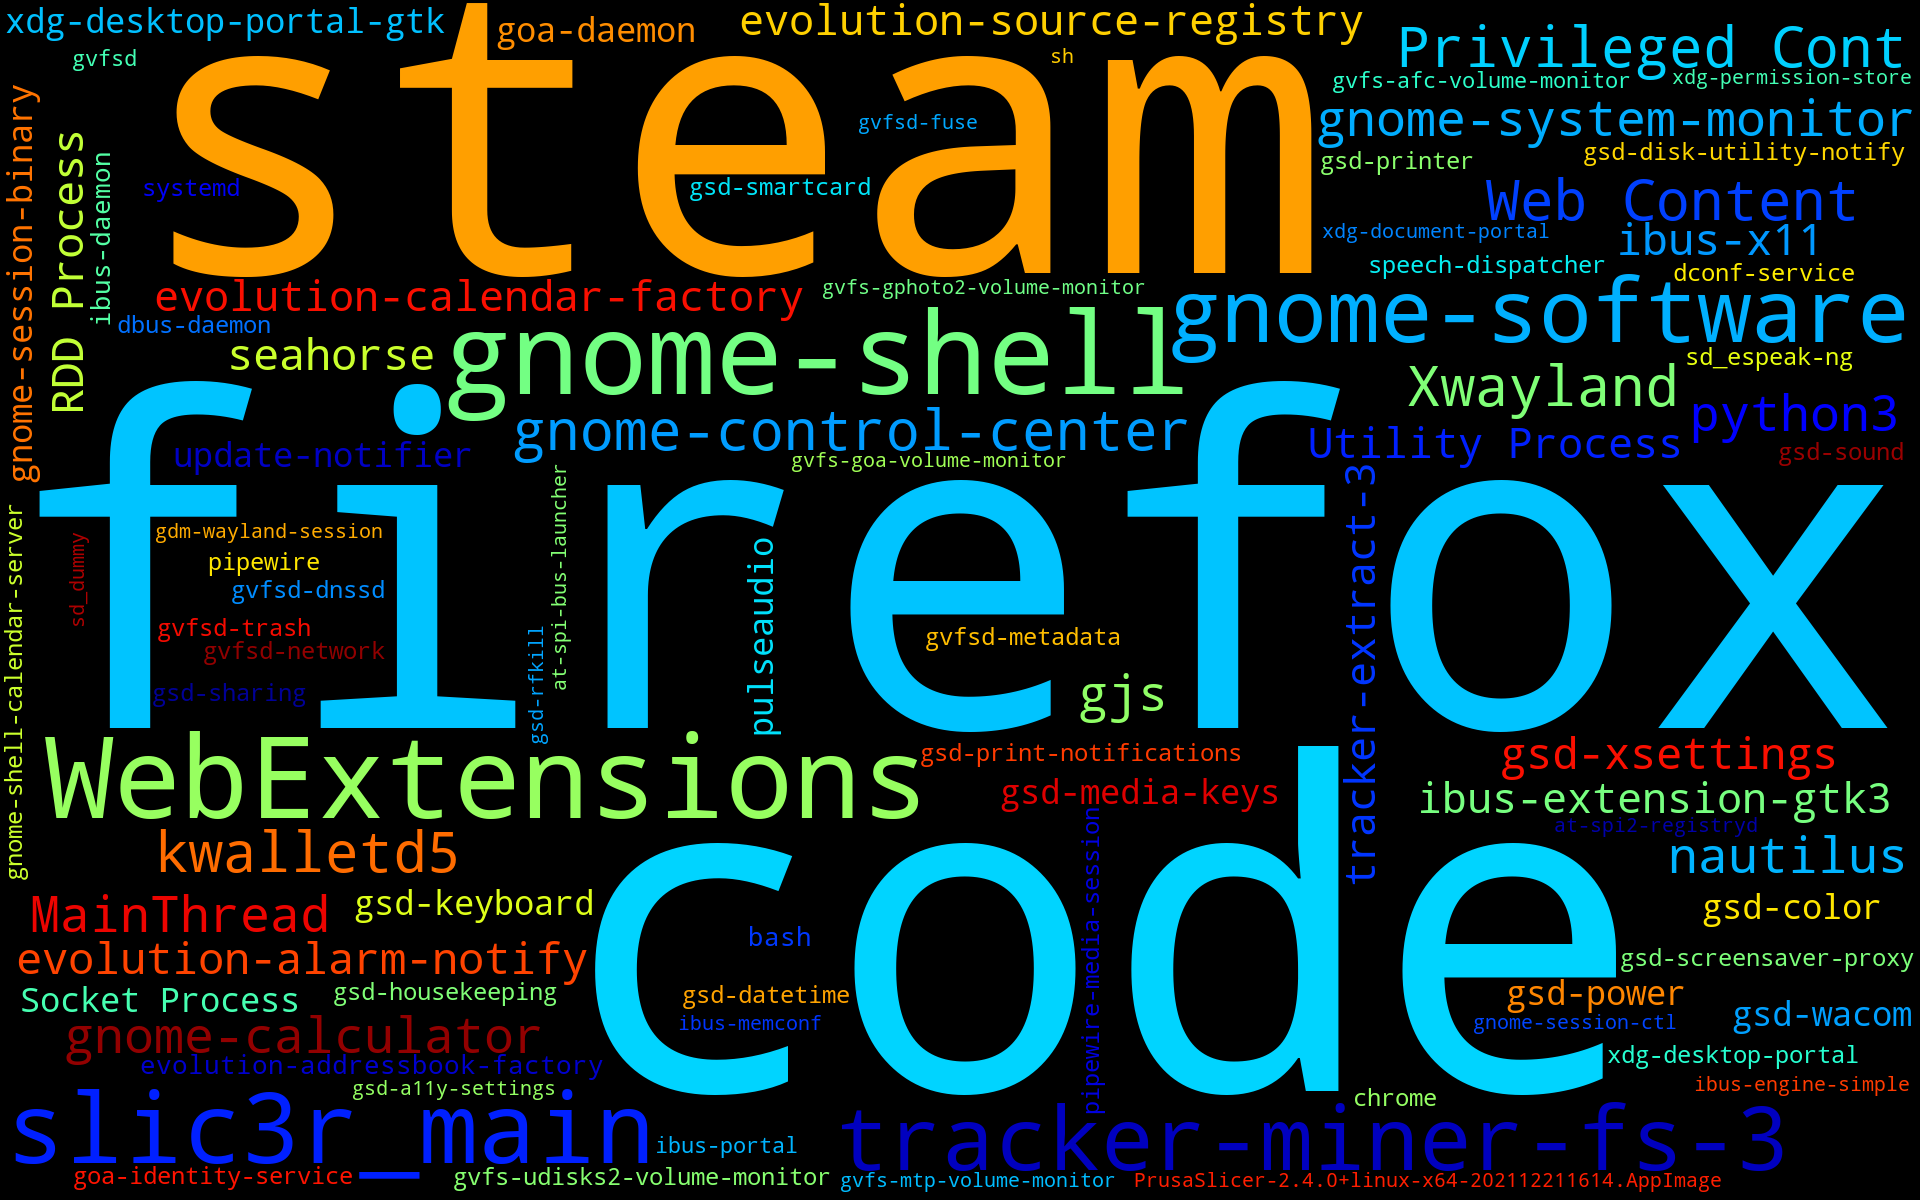 xdg-desktop-portal-gtk
goa-daemon
evolution-source-registry
Privileged Cont
gvfsd
sh
gvfs-afc-volume-monitor
xdg-permission-store
steam
gnome-system-monitor
gvfsd-fuse
gsd-printer
gsd-disk-utility-notify
systemd
gsd-smartcard
Web Content
gnome-session-binary
RDD Process
ibus-daemon
xdg-document-portal
ibus-x11
speech-dispatcher
dconf-service
evolution-calendar-factory
gvfs-gphoto2-volume-monitor
gnome-software
dbus-daemon
seahorse
gnome-shell
sd_espeak-ng
Xwayland
python3
gnome-control-center
Utility Process
gsd-sound
update-notifier
gvfs-goa-volume-monitor
firefox
gdm-wayland-session
pipewire
gvfsd-dnssd
sd_dummy
gvfsd-trash
gvfsd-network
gsd-sharing
gsd-rfkill
at-spi-bus-launcher
pulseaudio
gvfsd-metadata
gjs
tracker-extract-3
gnome-shell-calendar-server
WebExtensions
gsd-print-notifications
gsd-xsettings
gsd-media-keys
ibus-extension-gtk3
at-spi2-registryd
kwalletd5
nautilus
code
MainThread
gsd-keyboard
gsd-color
bash
pipewire-media-session
evolution-alarm-notify
gsd-screensaver-proxy
Socket Process
gsd-housekeeping
gsd-datetime
gsd-power
gsd-wacom
gnome-calculator
ibus-memconf
gnome-session-ctl
evolution-addressbook-factory
xdg-desktop-portal
gsd-a11y-settings
chrome
ibus-engine-simple
slic3r_main
tracker-miner-fs-3
ibus-portal
goa-identity-service
gvfs-udisks2-volume-monitor
gvfs-mtp-volume-monitor
PrusaSlicer-2.4.0+linux-x64-202112211614.AppImage